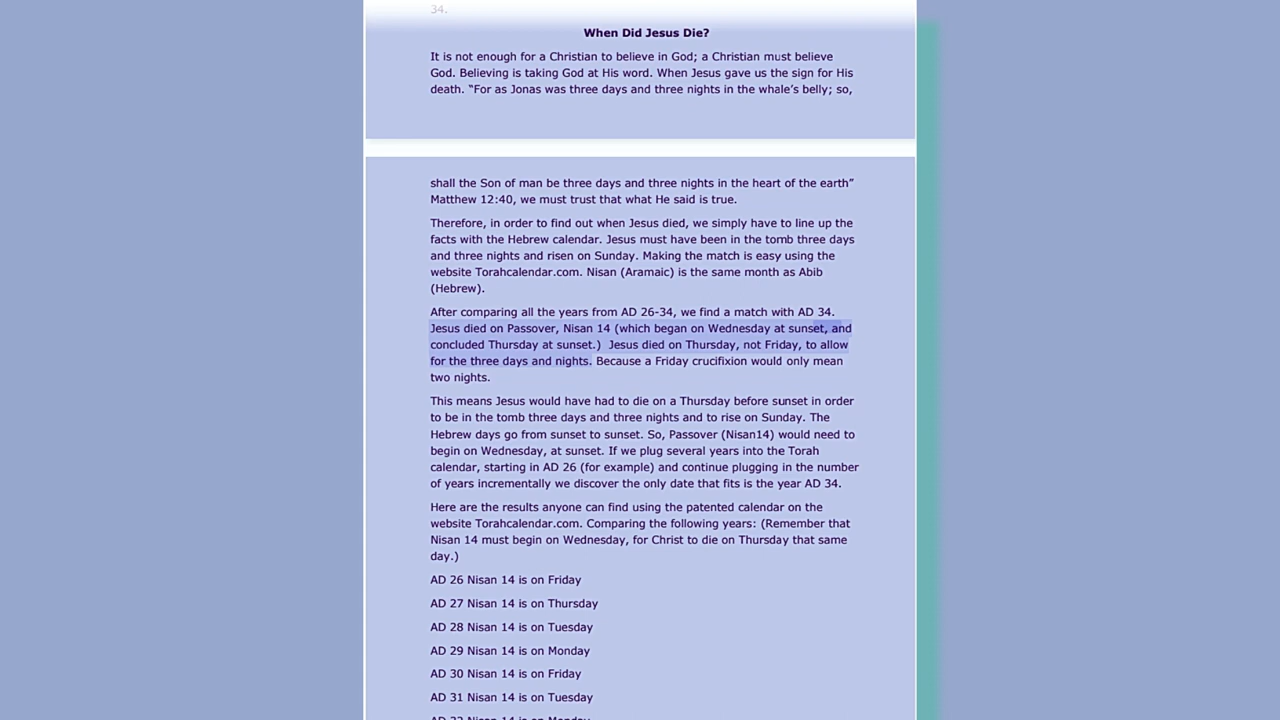 34.
When Did Jesus Die?
It is not enough for a Christian to believe in God; a Christian must believe
God. Believing is taking God at His word. When Jesus gave us the sign for His
death. “For as Jonas was three days and three nights in the whale’s belly; so,
shall the Son of man be three days and three nights in the heart of the earth”
Matthew 12:40, we must trust that what He said is true.
Therefore, in order to find out when Jesus died, we simply have to line up the
facts with the Hebrew calendar. Jesus must have been in the tomb three days
and three nights and risen on Sunday. Making the match is easy using the
website Torahcalendar.com. Nisan (Aramaic) is the same month as Abib
(Hebrew).
After comparing all the years from AD 26-34, we find a match with AD 34.
Jesus died on Passover, Nisan 14 (which began on Wednesday at sunset, and
concluded Thursday at sunset.)  Jesus died on Thursday, not Friday, to allow
for the three days and nights. Because a Friday crucifixion would only mean
two nights.
This means Jesus would have had to die on a Thursday before sunset in order
to be in the tomb three days and three nights and to rise on Sunday. The
Hebrew days go from sunset to sunset. So, Passover (Nisan14) would need to
begin on Wednesday, at sunset. If we plug several years into the Torah
calendar, starting in AD 26 (for example) and continue plugging in the number
of years incrementally we discover the only date that fits is the year AD 34.
Here are the results anyone can find using the patented calendar on the
website Torahcalendar.com. Comparing the following years: (Remember that
Nisan 14 must begin on Wednesday, for Christ to die on Thursday that same
day.)
AD 26 Nisan 14 is on Friday
AD 27 Nisan 14 is on Thursday
AD 28 Nisan 14 is on Tuesday
AD 29 Nisan 14 is on Monday
AD 30 Nisan 14 is on Friday
AD 31 Nisan 14 is on Tuesday
AD 32 Nisan 14 is on Monday